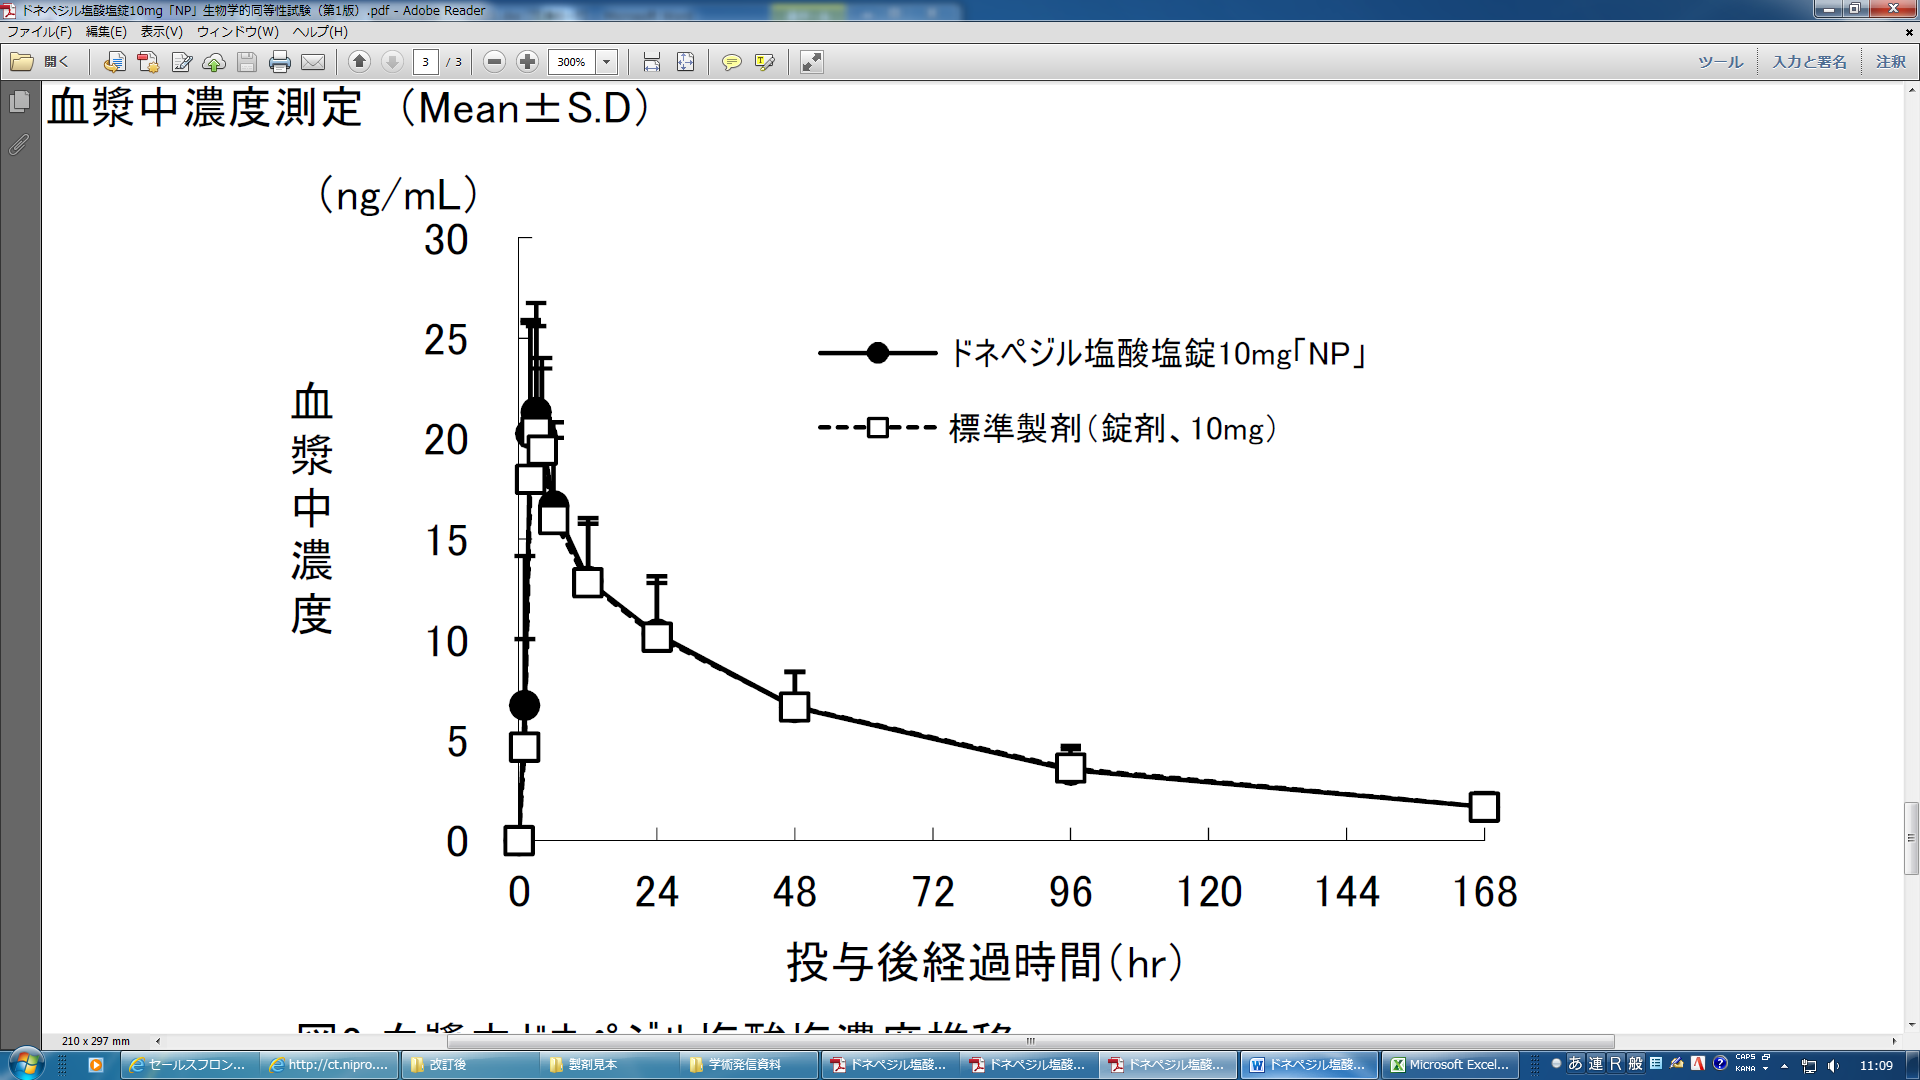 ドネペジル塩酸塩錠10mg「NP」生物学的同等性試験（第1版）.pdf - Adobe Reader
ファイル(F) 編集(E) 表示(V) ウィンドウ(W) ヘルプ(H)
開く 3 / 3 300% ツール 入力と署名 注釈
血漿中濃度測定 （Mean±S.D）
（ng/mL）
30
25
20
15
10
5
0
血漿中濃度
ドネペジル塩酸塩錠10mg「NP」
標準製剤（錠剤、10mg）
0 24 48 72 96 120 144 168
投与後経過時間（hr）
210 x 297 mm
セールスフロン... http://ct.nipro.... 改訂後 製剤見本 学術発信資料 ドネペジル塩酸... ドネペジル塩酸... ドネペジル塩酸... ドネペジル塩酸... Microsoft Excel... あ 連 R 般 CAPS KANA 11:09